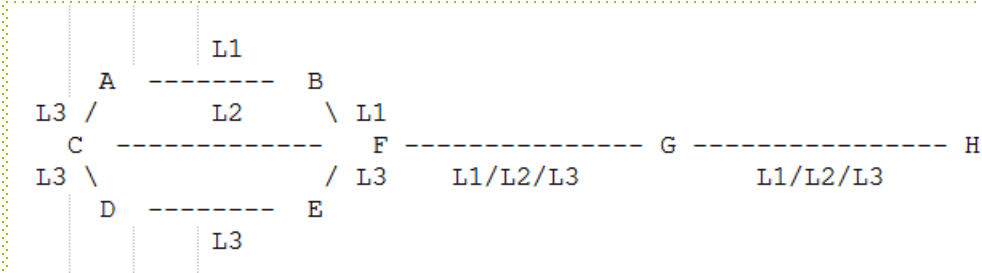 L1
A -------- B
L3 / L2 \ L1
C ------------- F --------------- G ---------------- H
L3 \ / L3 L1/L2/L3 L1/L2/L3
D -------- E
L3